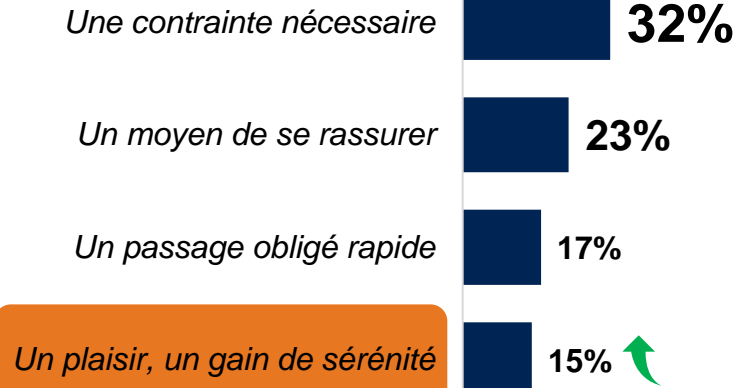 Une contrainte nécessaire 32%
Un moyen de se rassurer 23%
Un passage obligé rapide 17%
Un plaisir, un gain de sérénité 15%